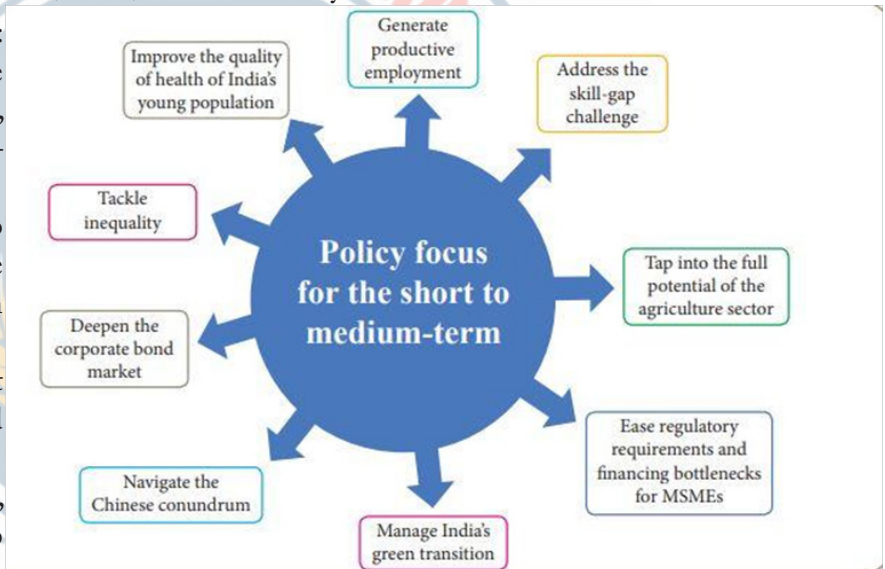 Policy focus
for the short to
medium-term
Generate
productive
employment
Address the
skill-gap
challenge
Tap into the full
potential of the
agriculture sector
Ease regulatory
requirements and
financing bottlenecks
for MSMEs
Manage India's
green transition
Navigate the
Chinese conundrum
Deepen the
corporate bond
market
Tackle
inequality
Improve the quality
of health of India's
young population